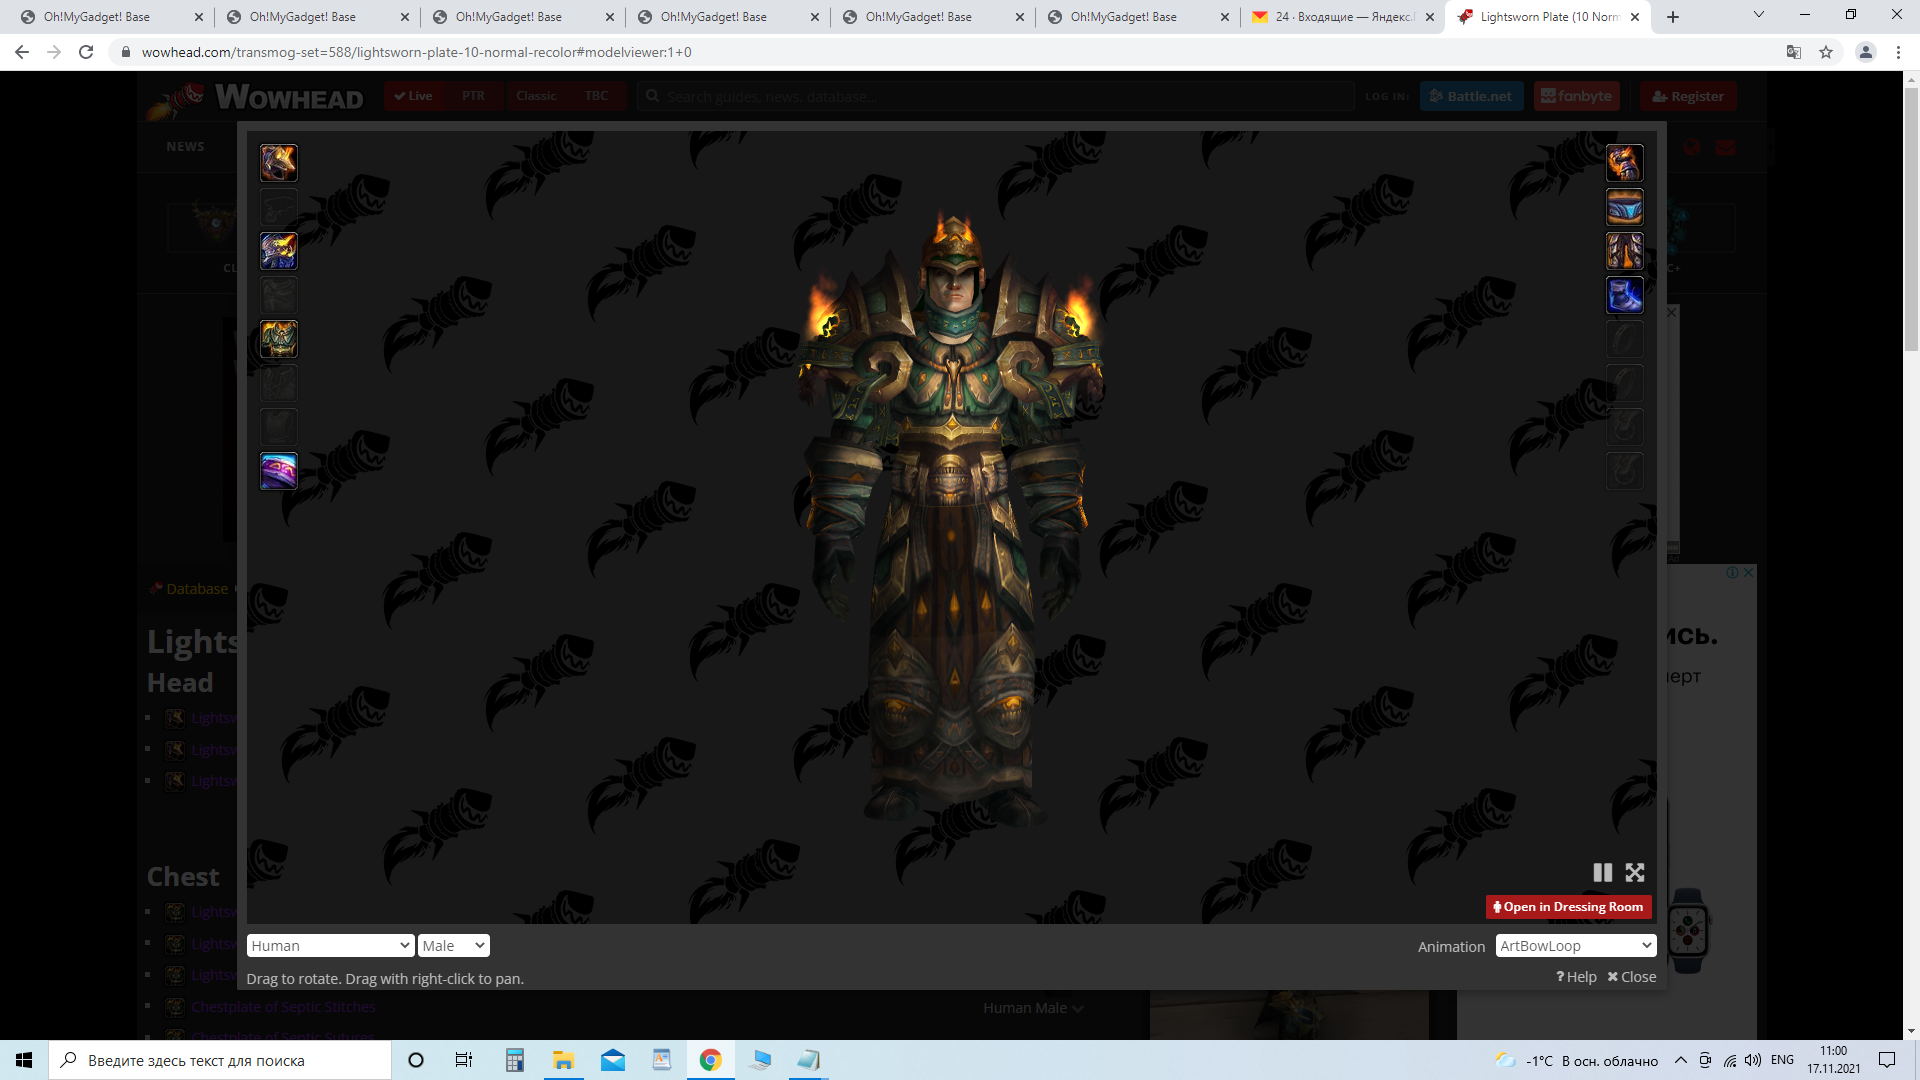 Oh!MyGadget! Base
Oh!MyGadget! Base
Oh!MyGadget! Base
Oh!MyGadget! Base
Oh!MyGadget! Base
Oh!MyGadget! Base
24 · Входящие — Яндекс.
Lightsworn Plate (10 Norm
wowhead.com/transmog-set=588/lightsworn-plate-10-normal-recolor#modelviewer:1+0
WOWHEAD
Live
PTR
Classic
TBC
Search guides, news, database...
LOG IN:
Battle.net
fanbyte
Register
NEWS
CL
C+
Database
Lights
Head
Lightsw
Lightsw
Lightsw
Chest
Lightsw
Lightsw
Lightsw
Chestplate of Septic Stitches
Chestplate of Septic Sutures
ись.
перт
Open in Dressing Room
Human
Male
Animation
ArtBowLoop
Drag to rotate. Drag with right-click to pan.
? Help
Close
Human Male
Введите здесь текст для поиска
-1°C
В осн. облачно
ENG
11:00
17.11.2021